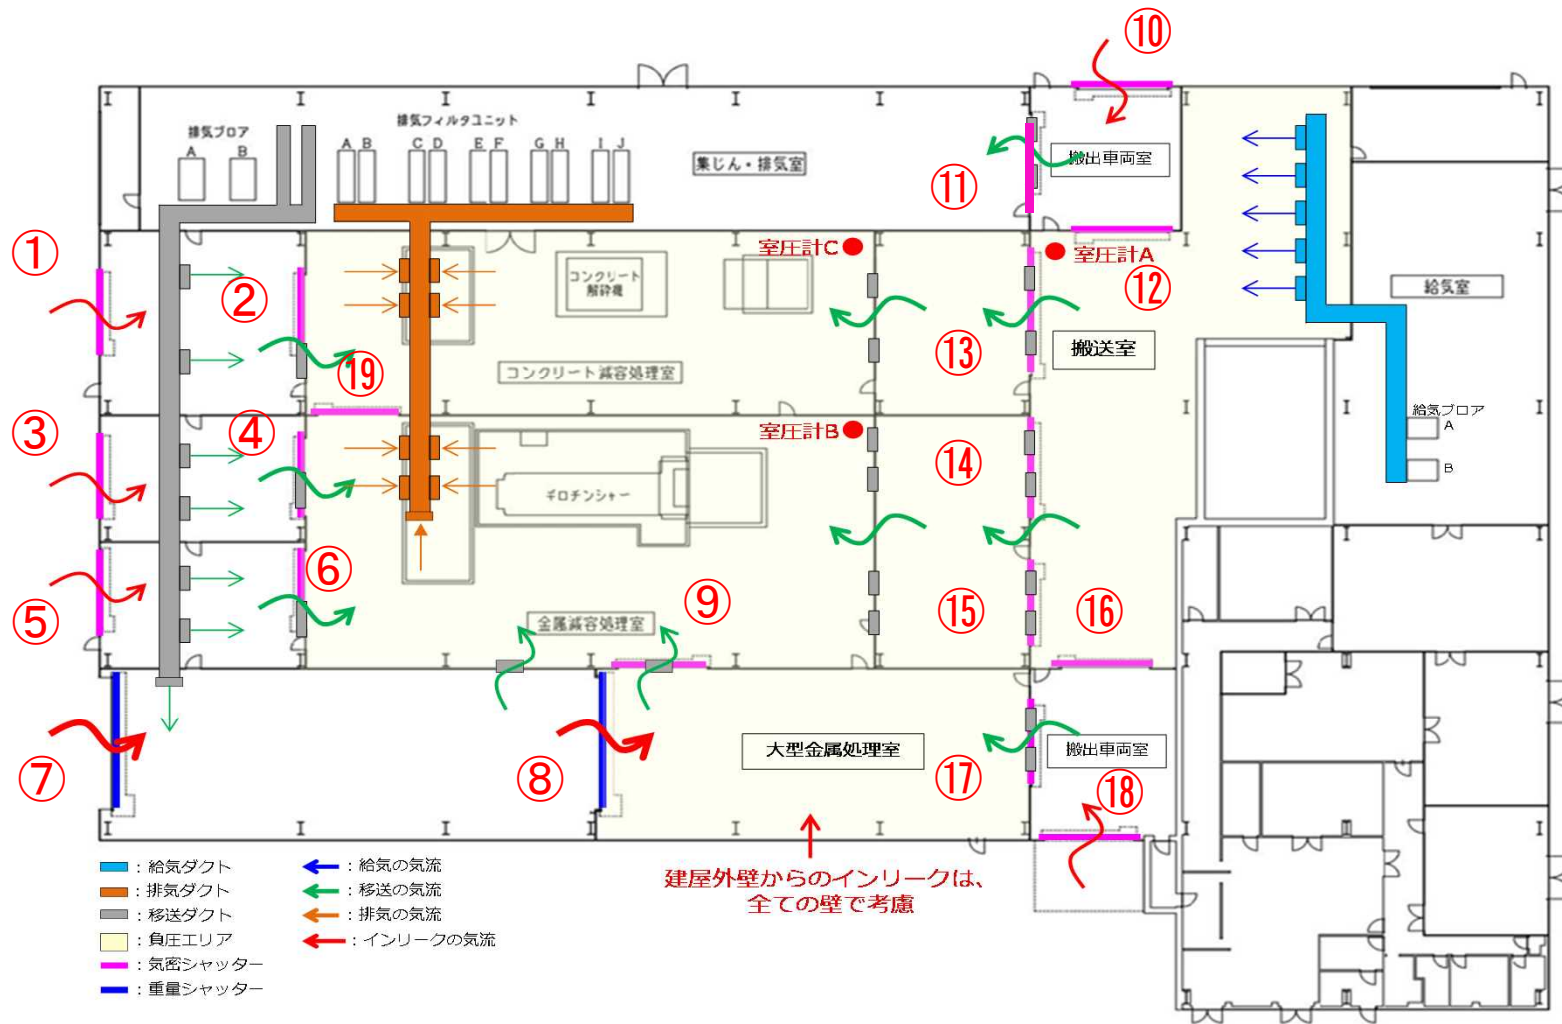 ⑩
排気ブロア
A B
排気フィルタユニット
A B C D E F G H I J
集じん・排気室
搬出車両室
⑪
①
②
室圧計C
室圧計A
コンクリート
解砕機
⑫
給気室
⑬
搬送室
⑲
コンクリート減容処理室
給気ブロア
A
B
③
④
室圧計B
⑭
ギロチンシャー
⑤
⑥
⑨
⑮
⑯
金属減容処理室
⑦
⑧
大型金属処理室
⑰
搬出車両室
⑱
建屋外壁からのインリークは、
全ての壁で考慮
：給気ダクト
：排気ダクト
：移送ダクト
：負圧エリア
：気密シャッター
：重量シャッター
：給気の気流
：移送の気流
：排気の気流
：インリークの気流